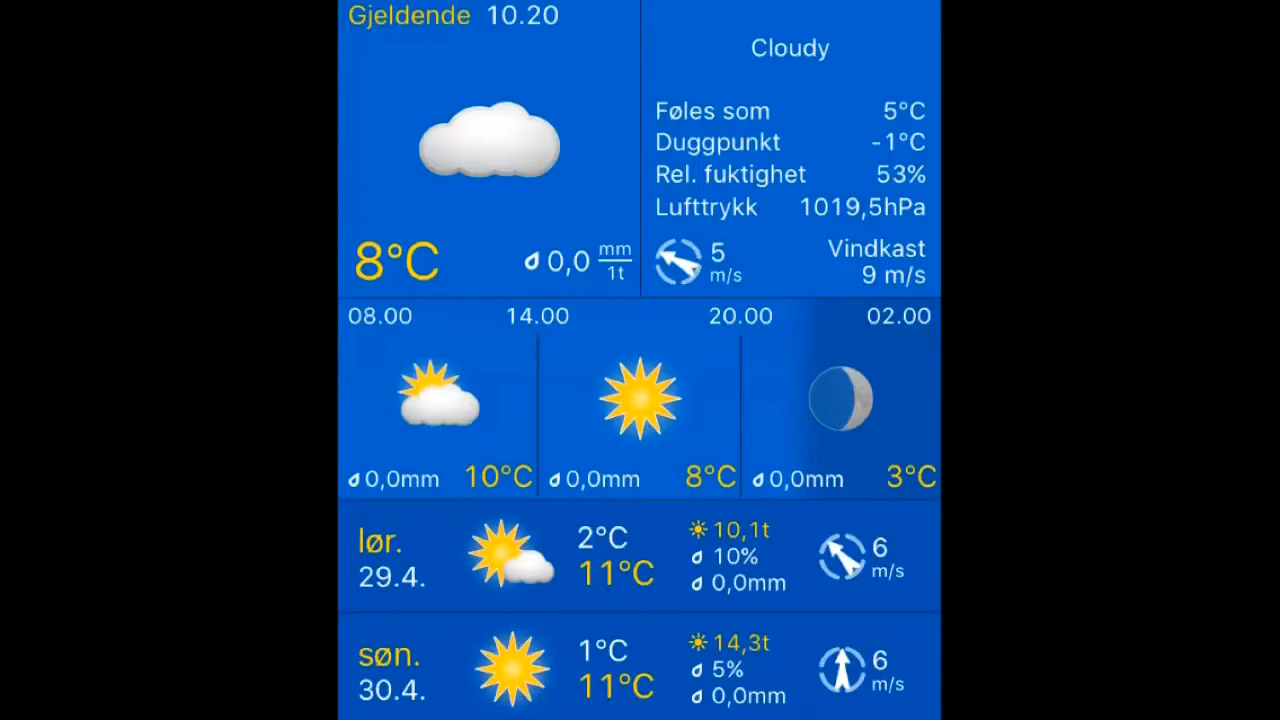 Gjeldende 10.20
8°C
0,0 mm
1t
Cloudy
Føles som 5°C
Duggpunkt -1°C
Rel. fuktighet 53%
Lufttrykk 1019,5hPa
5
m/s
Vindkast
9 m/s
08.00 14.00 20.00 02.00
0,0mm 10°C 0,0mm 8°C 0,0mm 3°C
lør.
29.4.
2°C
11°C
10,1t
10%
0,0mm
6
m/s
søn.
30.4.
1°C
11°C
14,3t
5%
0,0mm
6
m/s